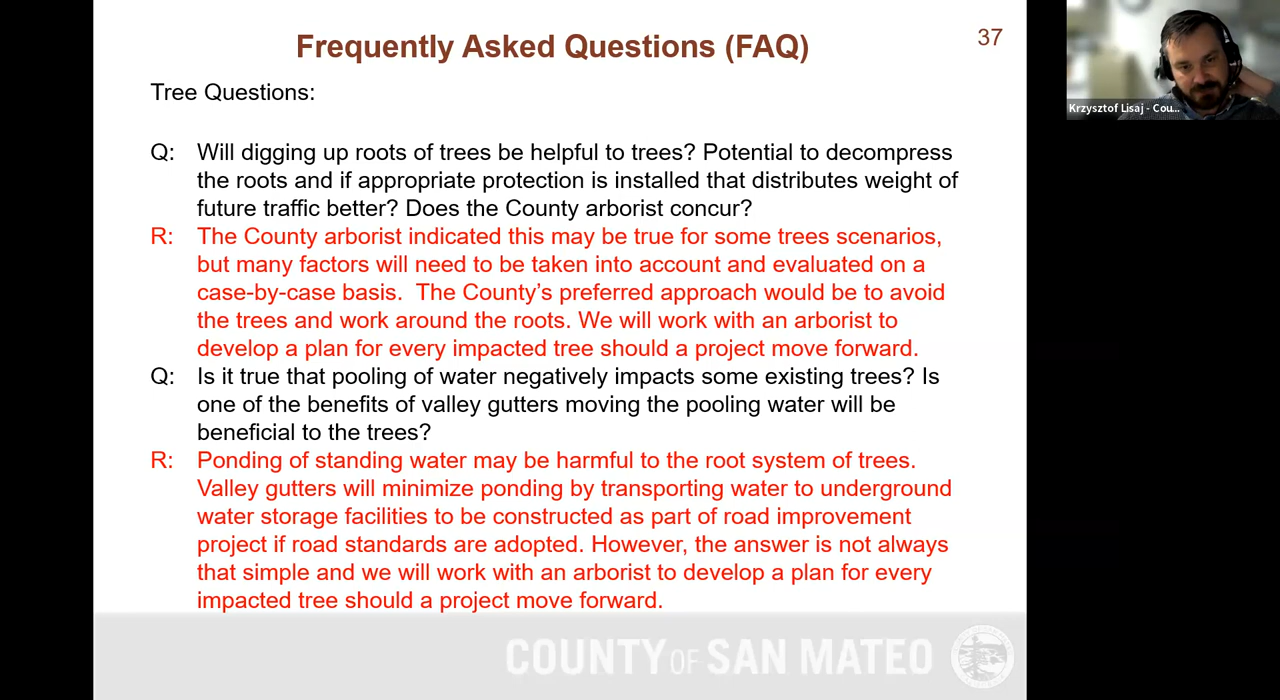 Frequently Asked Questions (FAQ)
37
Tree Questions:
Q: Will digging up roots of trees be helpful to trees? Potential to decompress
the roots and if appropriate protection is installed that distributes weight of
future traffic better? Does the County arborist concur?
R: The County arborist indicated this may be true for some trees scenarios,
but many factors will need to be taken into account and evaluated on a
case-by-case basis.  The County’s preferred approach would be to avoid
the trees and work around the roots. We will work with an arborist to
develop a plan for every impacted tree should a project move forward.
Q: Is it true that pooling of water negatively impacts some existing trees? Is
one of the benefits of valley gutters moving the pooling water will be
beneficial to the trees?
R: Ponding of standing water may be harmful to the root system of trees.
Valley gutters will minimize ponding by transporting water to underground
water storage facilities to be constructed as part of road improvement
project if road standards are adopted. However, the answer is not always
that simple and we will work with an arborist to develop a plan for every
impacted tree should a project move forward.
COUNTY OF SAN MATEO
Krzysztof Lisaj - Cou...